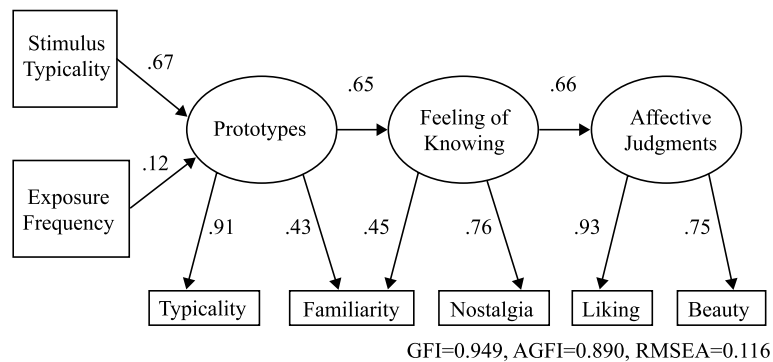 Stimulus
Typicality
.67
.12
Exposure
Frequency
Prototypes
.65
Feeling of
Knowing
.66
Affective
Judgments
.91
.43
.45
.76
.93
.75
Typicality
Familiarity
Nostalgia
Liking
Beauty
GFI=0.949, AGFI=0.890, RMSEA=0.116